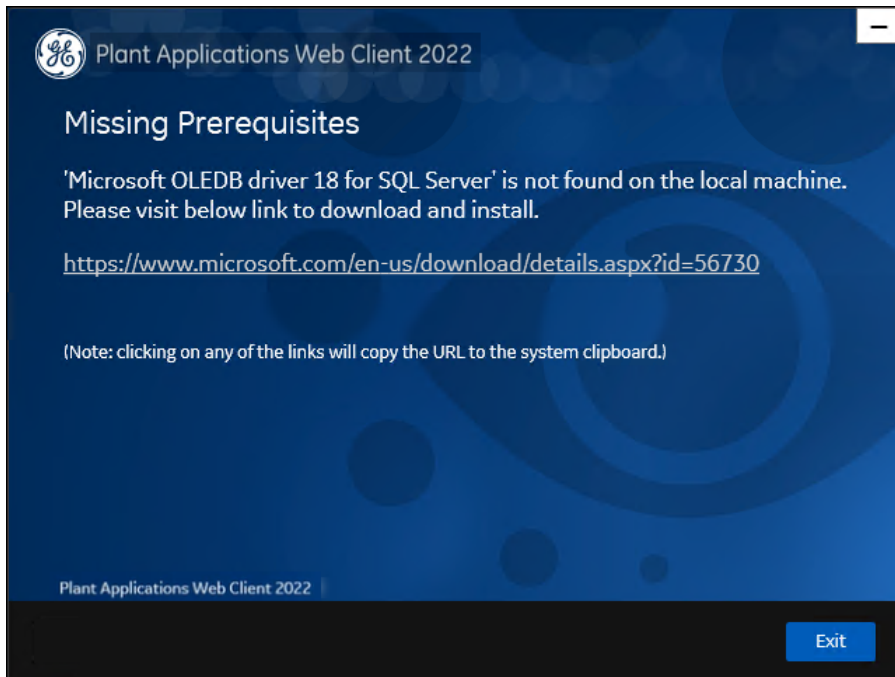 Plant Applications Web Client 2022
Missing Prerequisites
'Microsoft OLEDB driver 18 for SQL Server' is not found on the local machine.
Please visit below link to download and install.
https://www.microsoft.com/en-us/download/details.aspx?id=56730
(Note: clicking on any of the links will copy the URL to the system clipboard.)
Plant Applications Web Client 2022
Exit